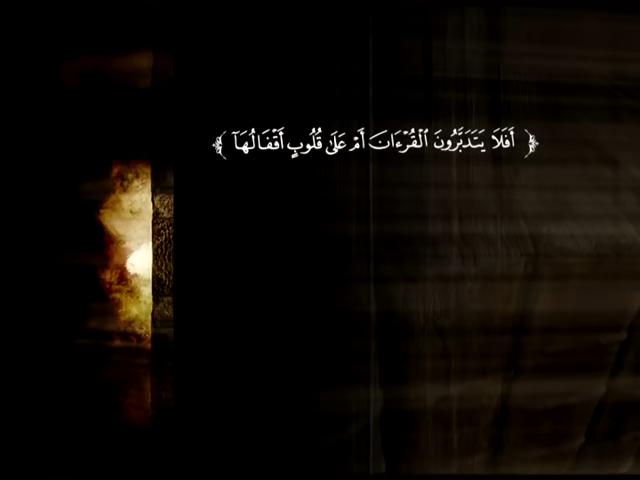 ﴿ أَفَلَا يَتَدَبَّرُونَ ٱلْقُرْءَانَ أَمْ عَلَىٰ قُلُوبٍ أَقْفَالُهَآ ﴾